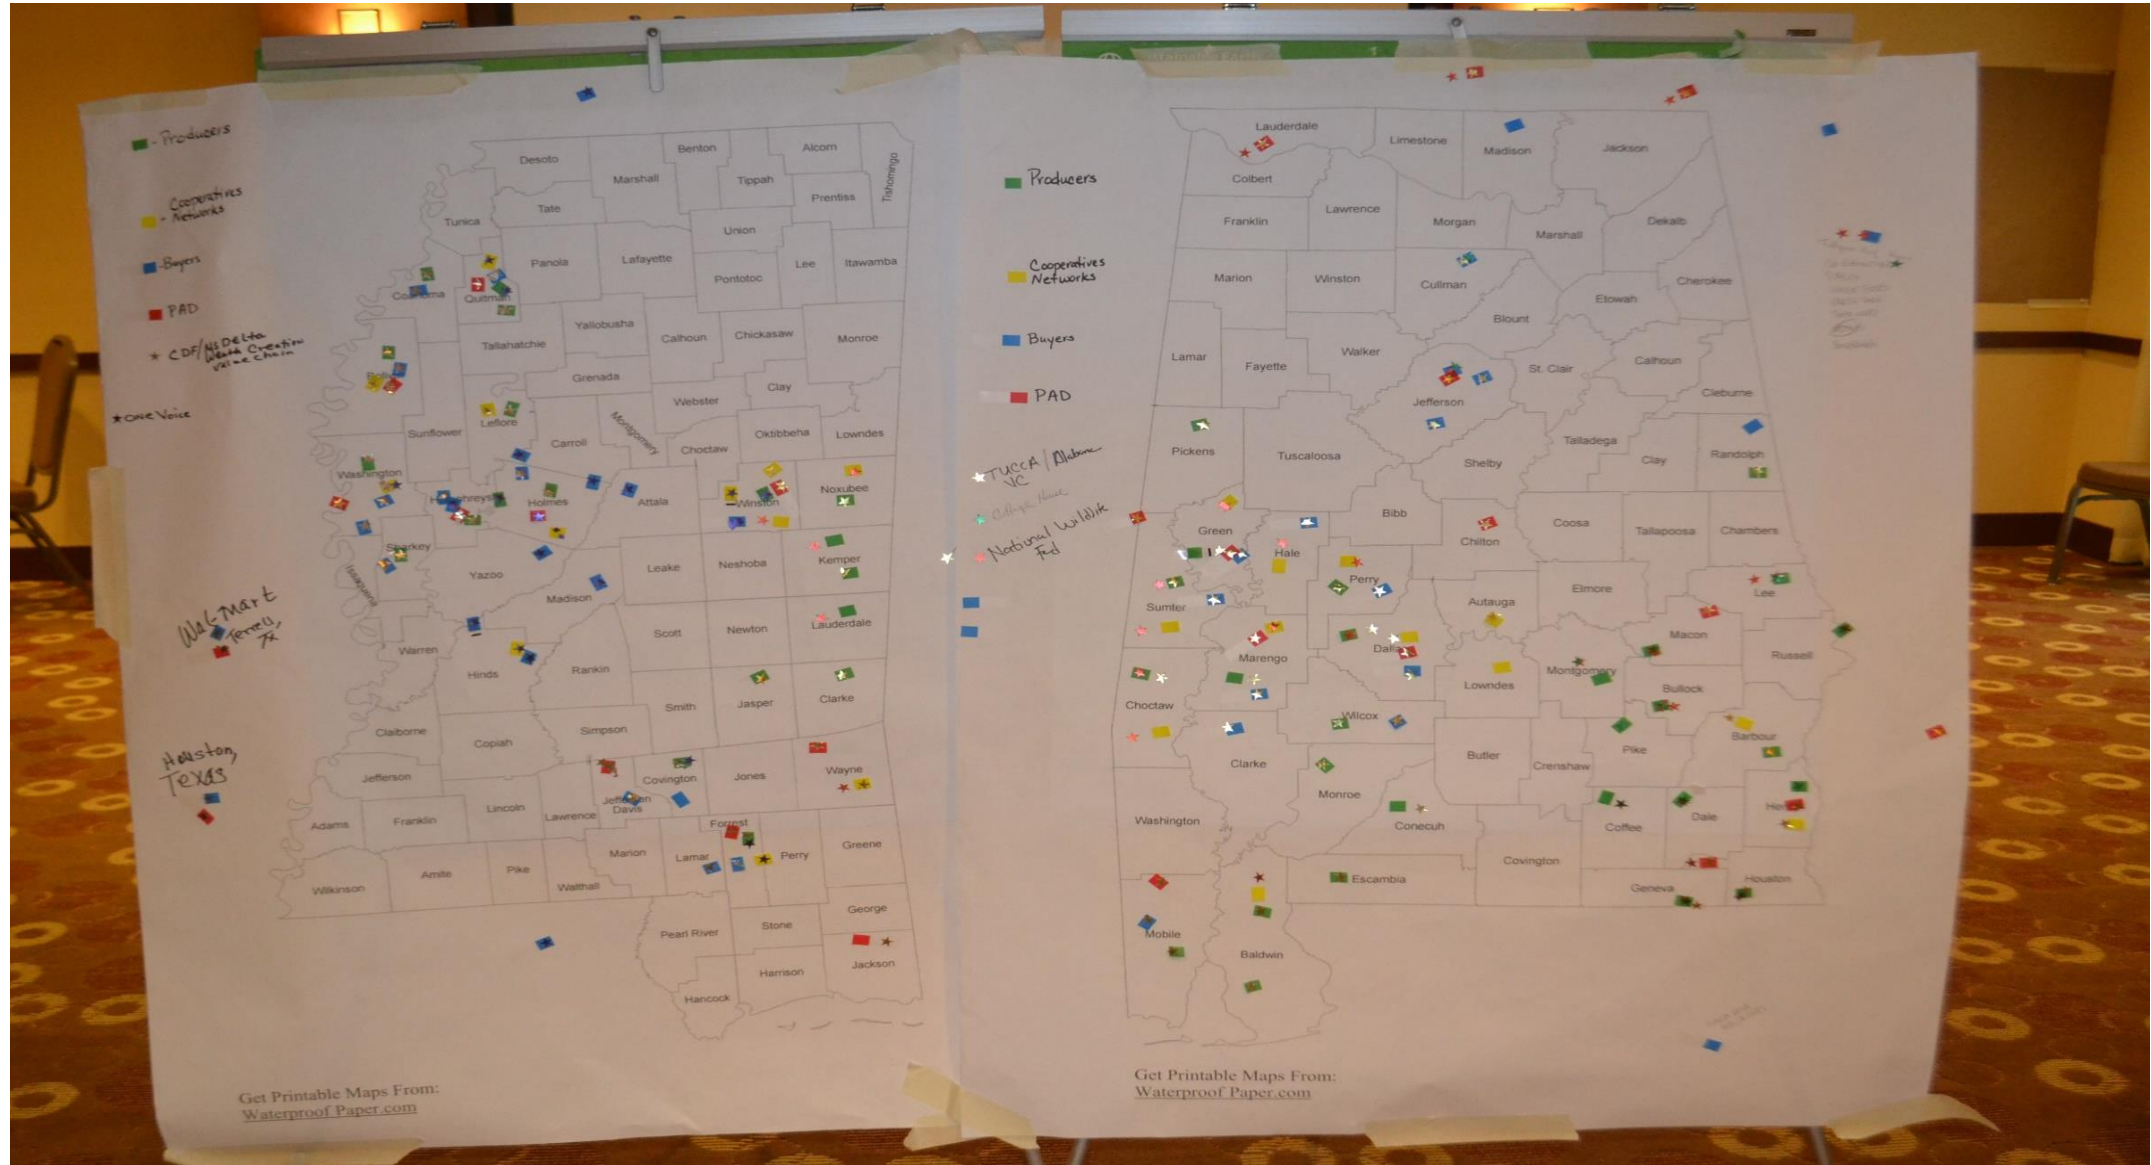 - Producers
Cooperatives
- Networks
- Buyers
PAD
CDF/Ms Delta
Wealth Creation
value chain
one Voice
Wal-Mart
Terrell,
TX
Houston,
Texas
Desoto
Benton
Alcorn
Tishomingo
Marshall
Tippah
Prentiss
Tunica
Tate
Union
Panola
Lafayette
Pontotoc
Lee
Itawamba
Coahoma
Quitman
Tallahatchie
Yallobusha
Calhoun
Chickasaw
Monroe
Grenada
Clay
Webster
Leflore
Sunflower
Carroll
Montgomery
Choctaw
Oktibbeha
Lowndes
Washington
Humphreys
Holmes
Attala
Winston
Noxubee
Sharkey
Issaquena
Yazoo
Madison
Leake
Neshoba
Kemper
Warren
Hinds
Rankin
Scott
Newton
Lauderdale
Smith
Jasper
Clarke
Claiborne
Copiah
Simpson
Jefferson
Lincoln
Lawrence
Jefferson
Davis
Covington
Jones
Wayne
Adams
Franklin
Wilkinson
Amite
Pike
Walthall
Marion
Lamar
Forrest
Perry
Greene
Pearl River
Stone
George
Hancock
Harrison
Jackson
Get Printable Maps From:
Waterproof Paper.com
Producers
Cooperatives
Networks
Buyers
PAD
TUCCA / Alabama
VC
National Wildlife
Fed
Lauderdale
Limestone
Madison
Jackson
Colbert
Franklin
Lawrence
Morgan
Marshall
Dekalb
Marion
Winston
Cullman
Etowah
Cherokee
Blount
Lamar
Fayette
Walker
Jefferson
St. Clair
Calhoun
Cleburne
Pickens
Tuscaloosa
Shelby
Talladega
Clay
Randolph
Green
Hale
Bibb
Chilton
Coosa
Tallapoosa
Chambers
Sumter
Perry
Autauga
Elmore
Lee
Marengo
Dallas
Lowndes
Montgomery
Macon
Russell
Bullock
Choctaw
Wilcox
Butler
Crenshaw
Pike
Barbour
Clarke
Monroe
Conecuh
Coffee
Dale
Washington
Escambia
Covington
Geneva
Houston
Mobile
Baldwin
Get Printable Maps From:
Waterproof Paper.com